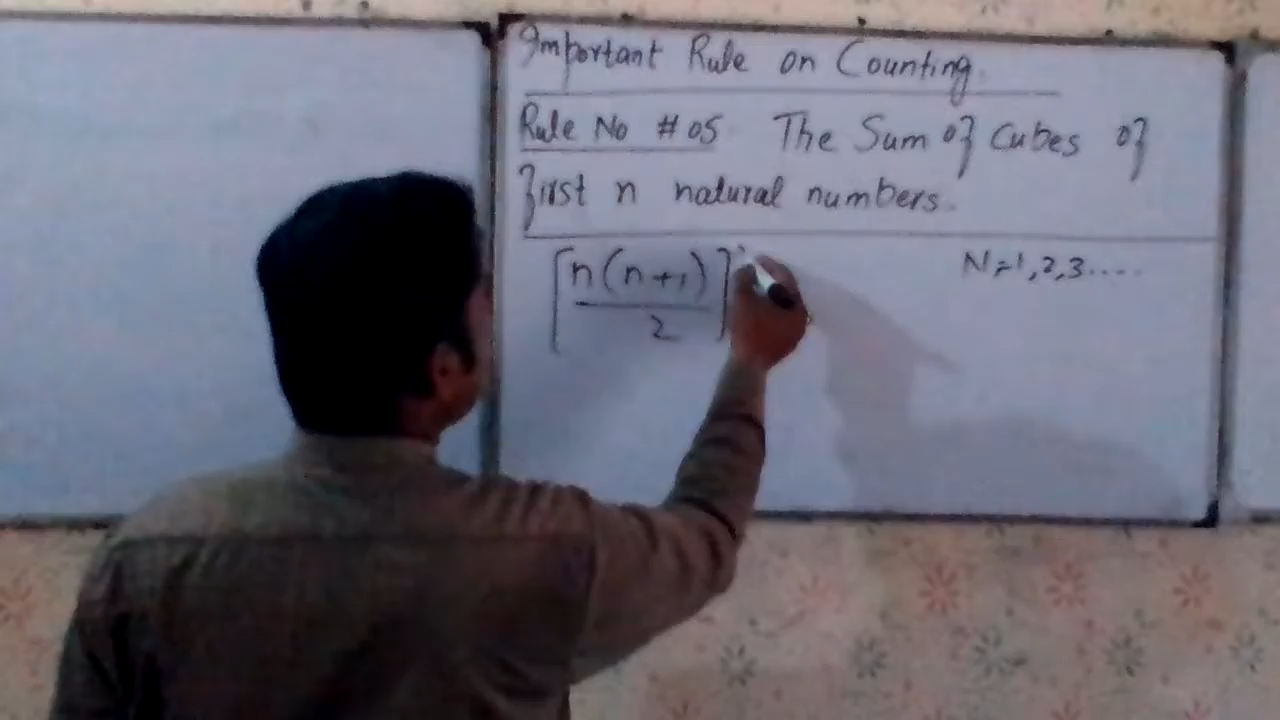 Important Rule on Counting.
Rule No # 05. The Sum of Cubes of
first n natural numbers.
[n(n+1)
2]
N=1,2,3....